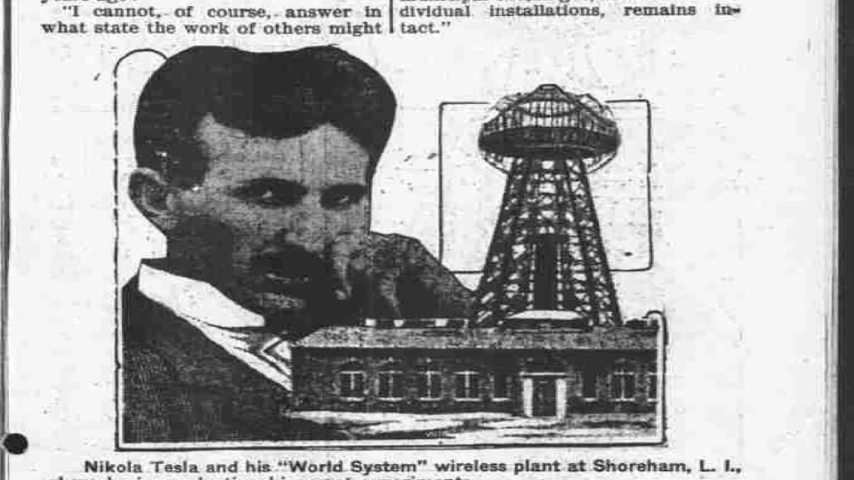 "I cannot, of course, answer in
what state the work of others might
dividual installations, remains in-
tact."
Nikola Tesla and his "World System" wireless plant at Shoreham, L. I.,